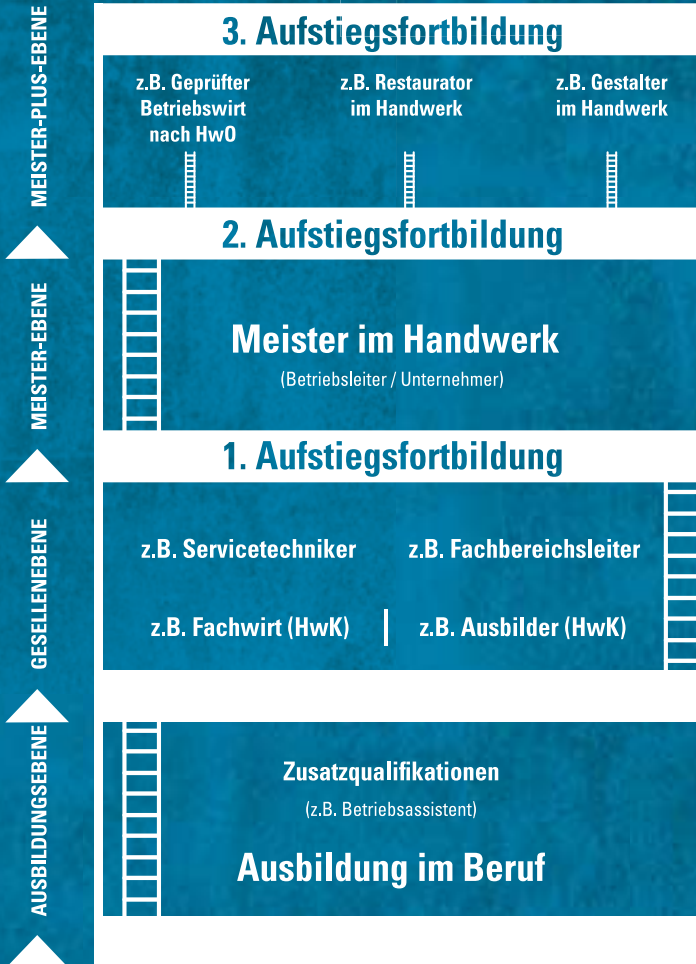 MEISTER-PLUS-EBENE
3. Aufstiegsfortbildung
z.B. Geprüfter
Betriebswirt
nach HwO
z.B. Restaurator
im Handwerk
z.B. Gestalter
im Handwerk
MEISTER-EBENE
2. Aufstiegsfortbildung
Meister im Handwerk
(Betriebsleiter / Unternehmer)
GESELLENEBENE
1. Aufstiegsfortbildung
z.B. Servicetechniker
z.B. Fachbereichsleiter
z.B. Fachwirt (HwK)
z.B. Ausbilder (HwK)
AUSBILDUNGSEBENE
Zusatzqualifikationen
(z.B. Betriebsassistent)
Ausbildung im Beruf